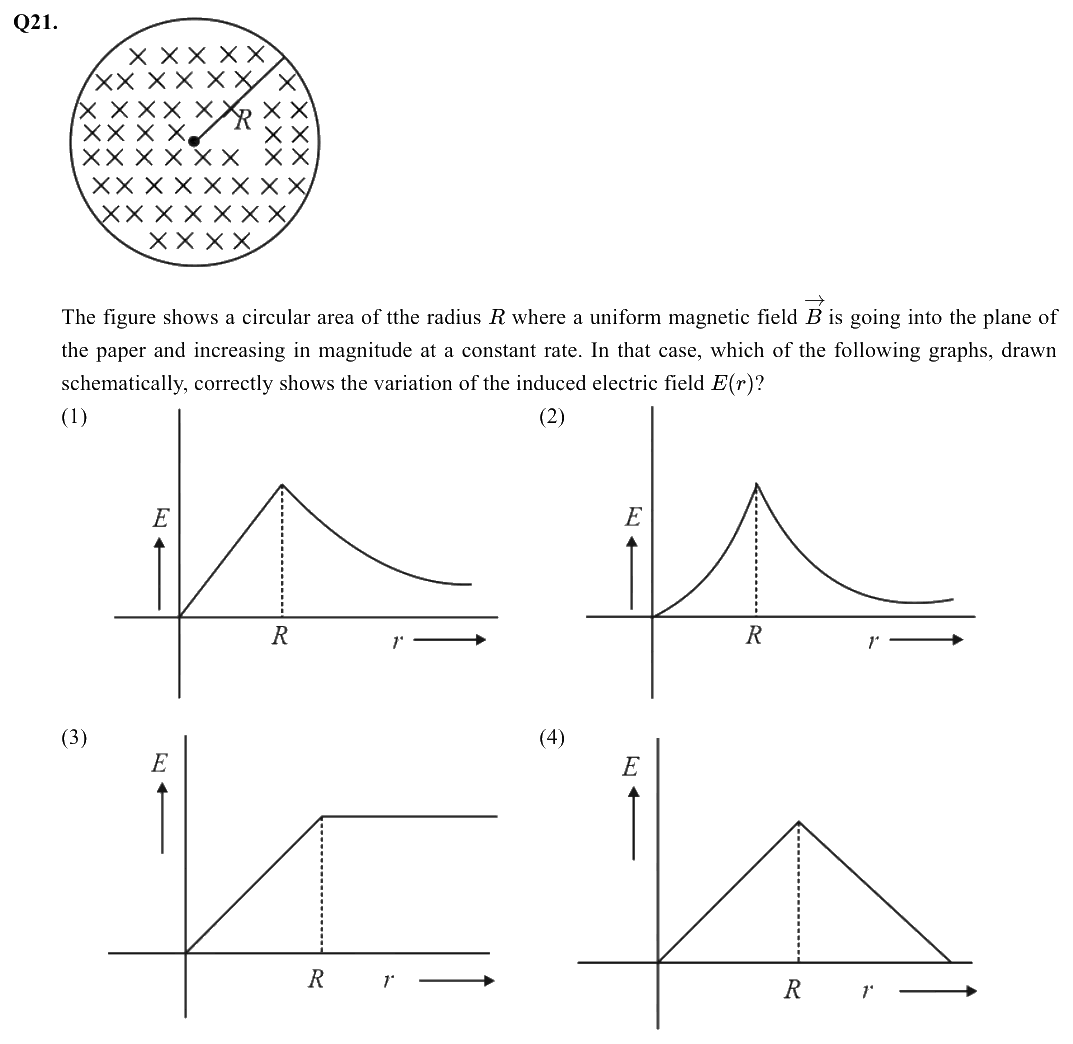 Q21.
R
The figure shows a circular area of tthe radius R where a uniform magnetic field B⃗ is going into the plane of
the paper and increasing in magnitude at a constant rate. In that case, which of the following graphs, drawn
schematically, correctly shows the variation of the induced electric field E(r)?
(1)
(2)
E
E
R
r
R
r
(3)
(4)
E
E
R
r
R
r